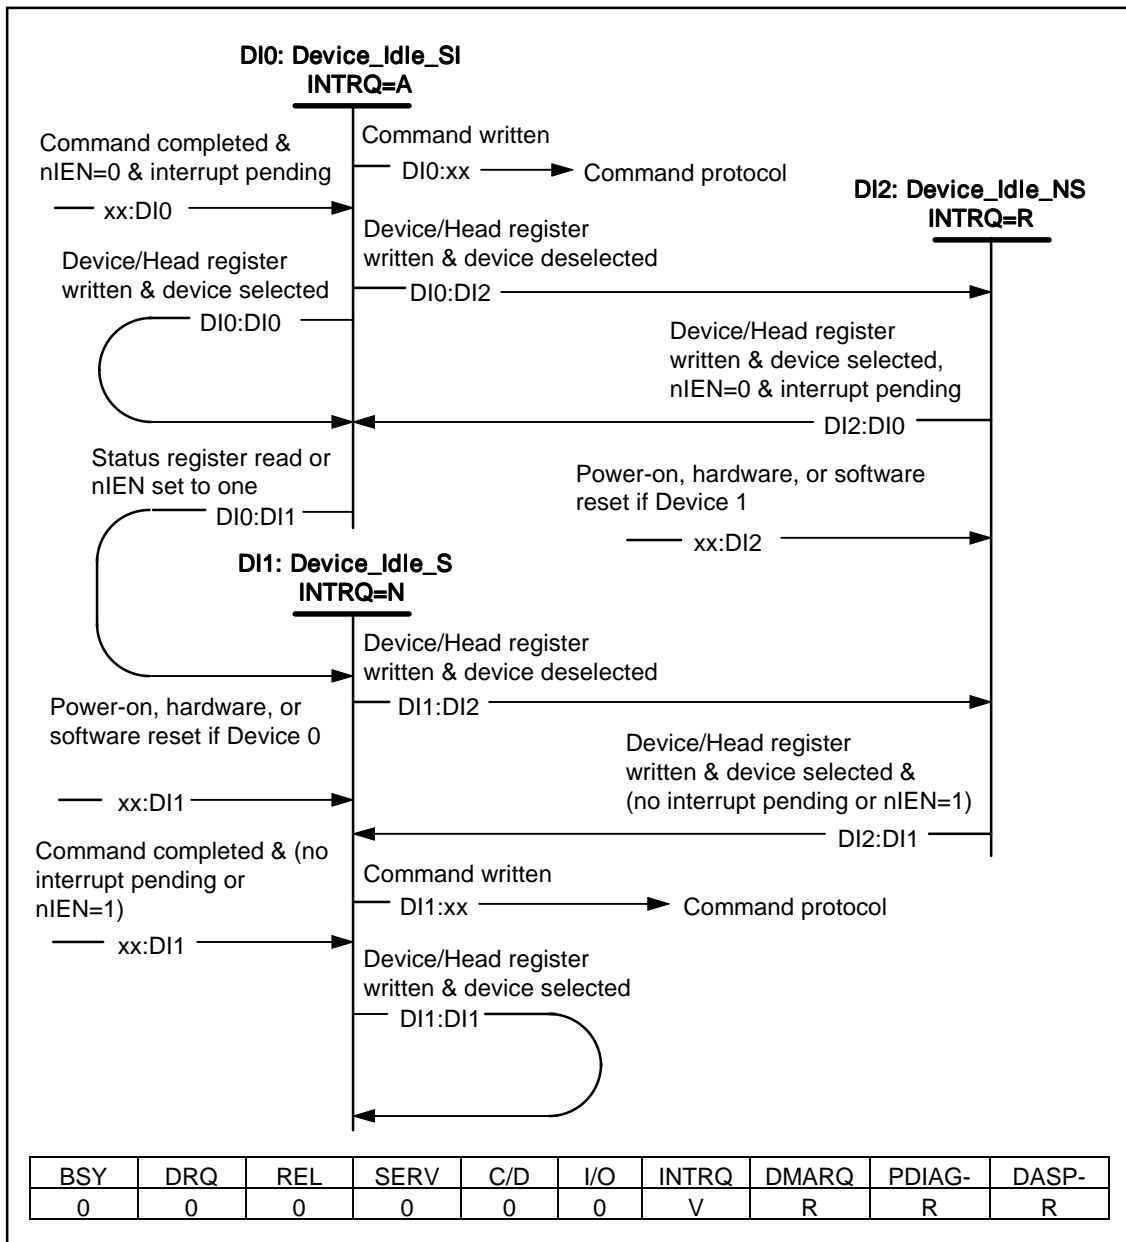 DI0: Device_Idle_SI
INTRQ=A
Command completed &
nIEN=0 & interrupt pending
xx:DI0
Command written
DI0:xx
Command protocol
DI2: Device_Idle_NS
INTRQ=R
Device/Head register
written & device selected
DI0:DI0
Device/Head register
written & device deselected
DI0:DI2
Device/Head register
written & device selected,
nIEN=0 & interrupt pending
DI2:DI0
Status register read or
nIEN set to one
DI0:DI1
Power-on, hardware, or software
reset if Device 1
xx:DI2
DI1: Device_Idle_S
INTRQ=N
Device/Head register
written & device deselected
DI1:DI2
Power-on, hardware, or
software reset if Device 0
xx:DI1
Device/Head register
written & device selected &
(no interrupt pending or nIEN=1)
DI2:DI1
Command completed & (no
interrupt pending or
nIEN=1)
xx:DI1
Command written
DI1:xx
Command protocol
Device/Head register
written & device selected
DI1:DI1
BSY DRQ REL SERV C/D I/O INTRQ DMARQ PDIAG- DASP-
0 0 0 0 0 0 V R R R